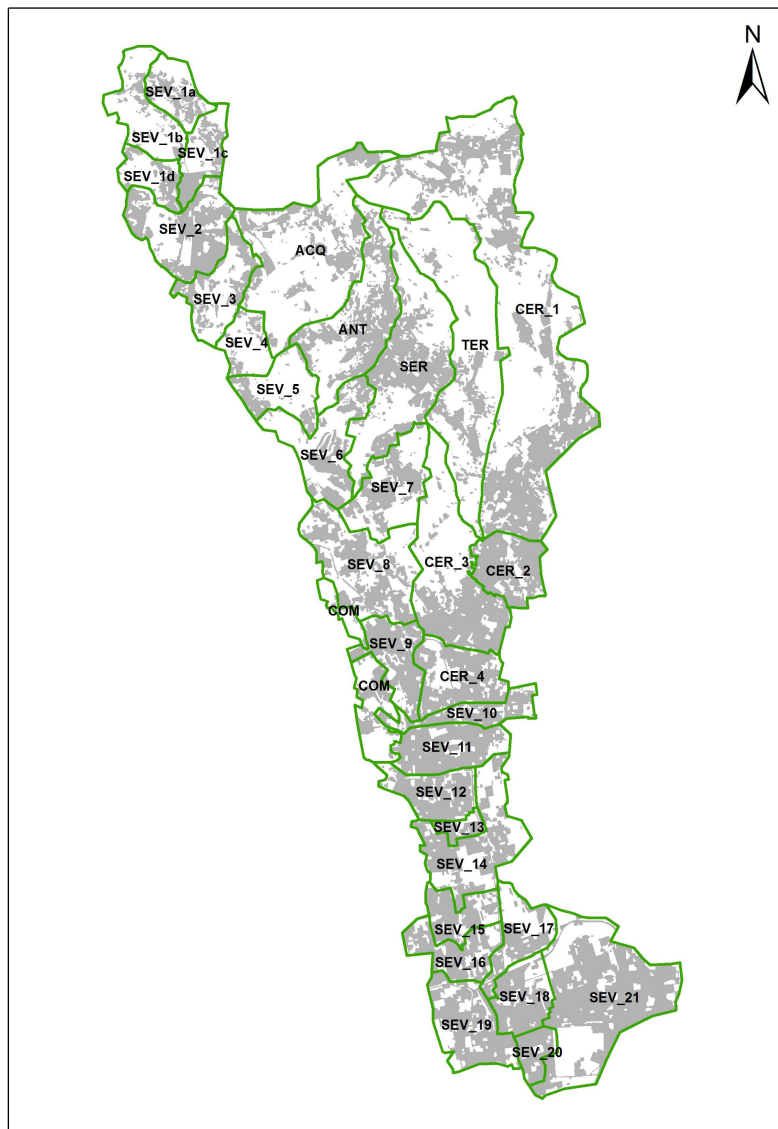 N
SEV_1a
SEV_1b
SEV_1c
SEV_1d
SEV_2
ACQ
SEV_3
CER_1
ANT
SEV_4
TER
SER
SEV_5
SEV_6
SEV_7
SEV_8
CER_3
CER_2
COM
SEV_9
CER_4
COM
SEV_10
SEV_11
SEV_12
SEV_13
SEV_14
SEV_15
SEV_17
SEV_16
SEV_18
SEV_21
SEV_19
SEV_20